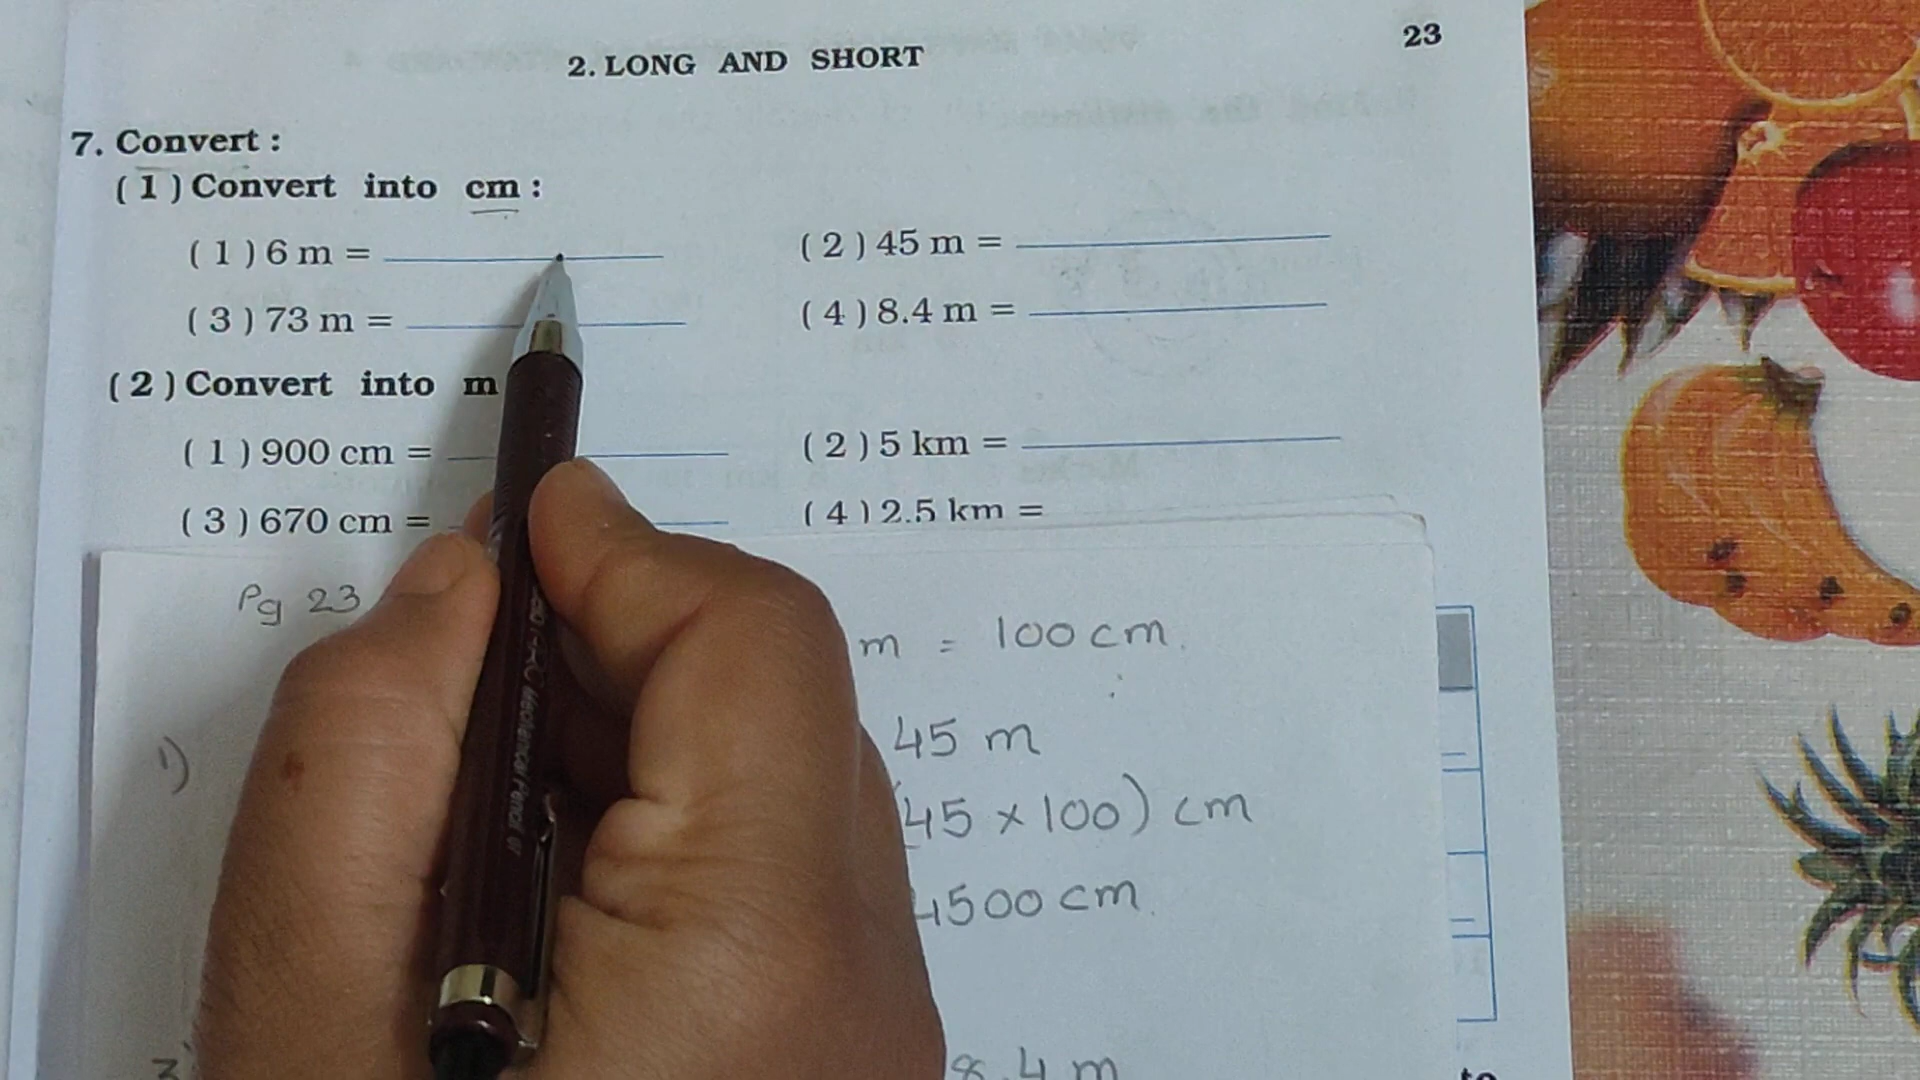 23
2. LONG AND SHORT
7. Convert :
( 1 ) Convert into cm :
( 1 ) 6 m = ( 2 ) 45 m =
( 3 ) 73 m = ( 4 ) 8.4 m =
( 2 ) Convert into m
( 1 ) 900 cm = ( 2 ) 5 km =
( 3 ) 670 cm = ( 4 ) 2.5 km =
Pg 23
m = 100 cm.
1) 45 m
(45 × 100) cm
4500 cm.
3 8.4 m
to